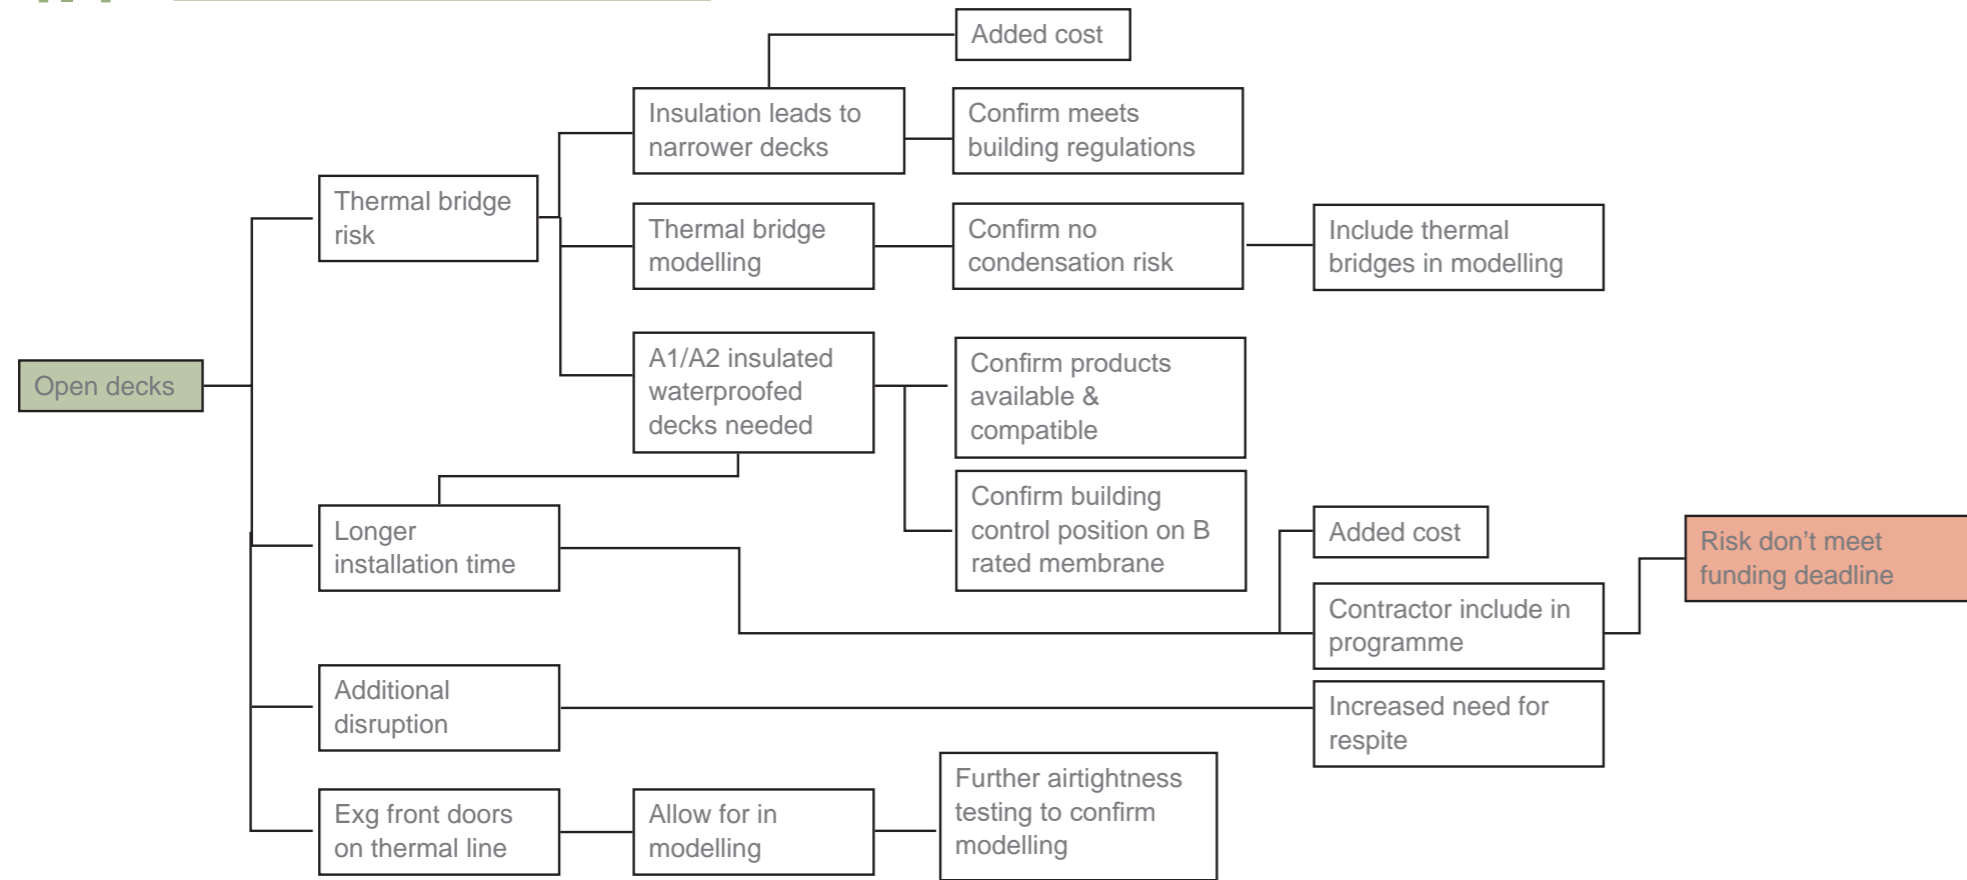 Added cost
Insulation leads to
narrower decks
Confirm meets
building regulations
Thermal bridge
risk
Thermal bridge
modelling
Confirm no
condensation risk
Include thermal
bridges in modelling
Open decks
A1/A2 insulated
waterproofed
decks needed
Confirm products
available &
compatible
Confirm building
control position on B
rated membrane
Longer
installation time
Added cost
Risk don’t meet
funding deadline
Contractor include in
programme
Additional
disruption
Increased need for
respite
Exg front doors
on thermal line
Allow for in
modelling
Further airtightness
testing to confirm
modelling